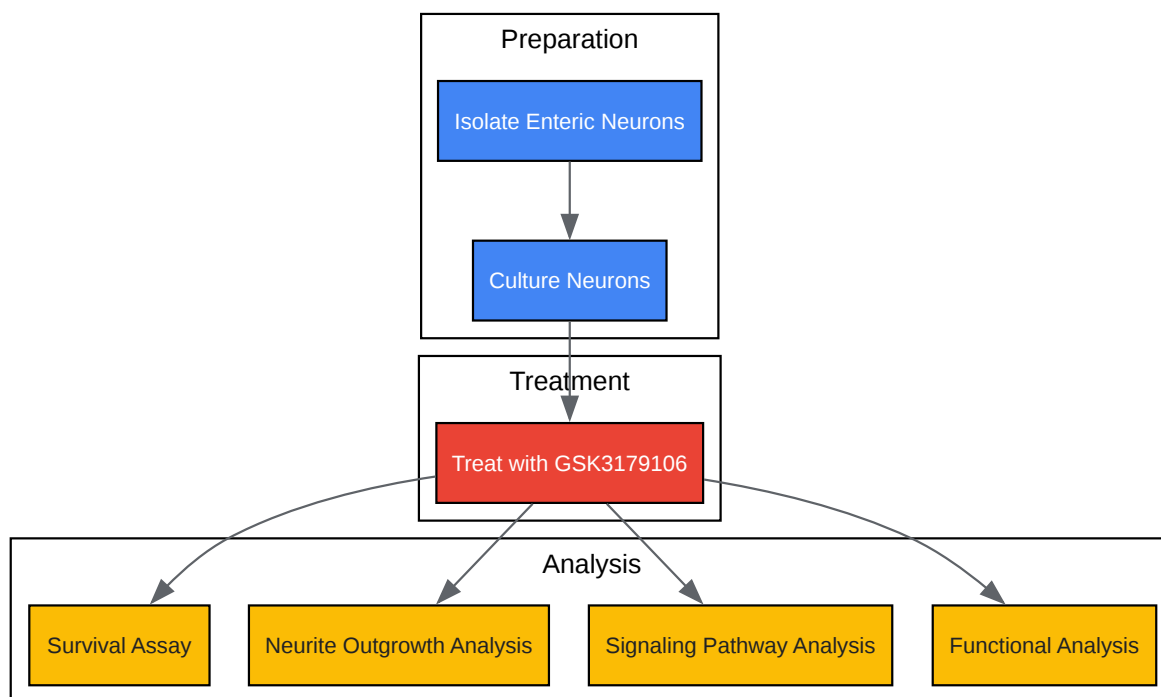 Preparation
Isolate Enteric Neurons
Culture Neurons
Treatment
Treat with GSK3179106
Analysis
Survival Assay
Neurite Outgrowth Analysis
Signaling Pathway Analysis
Functional Analysis